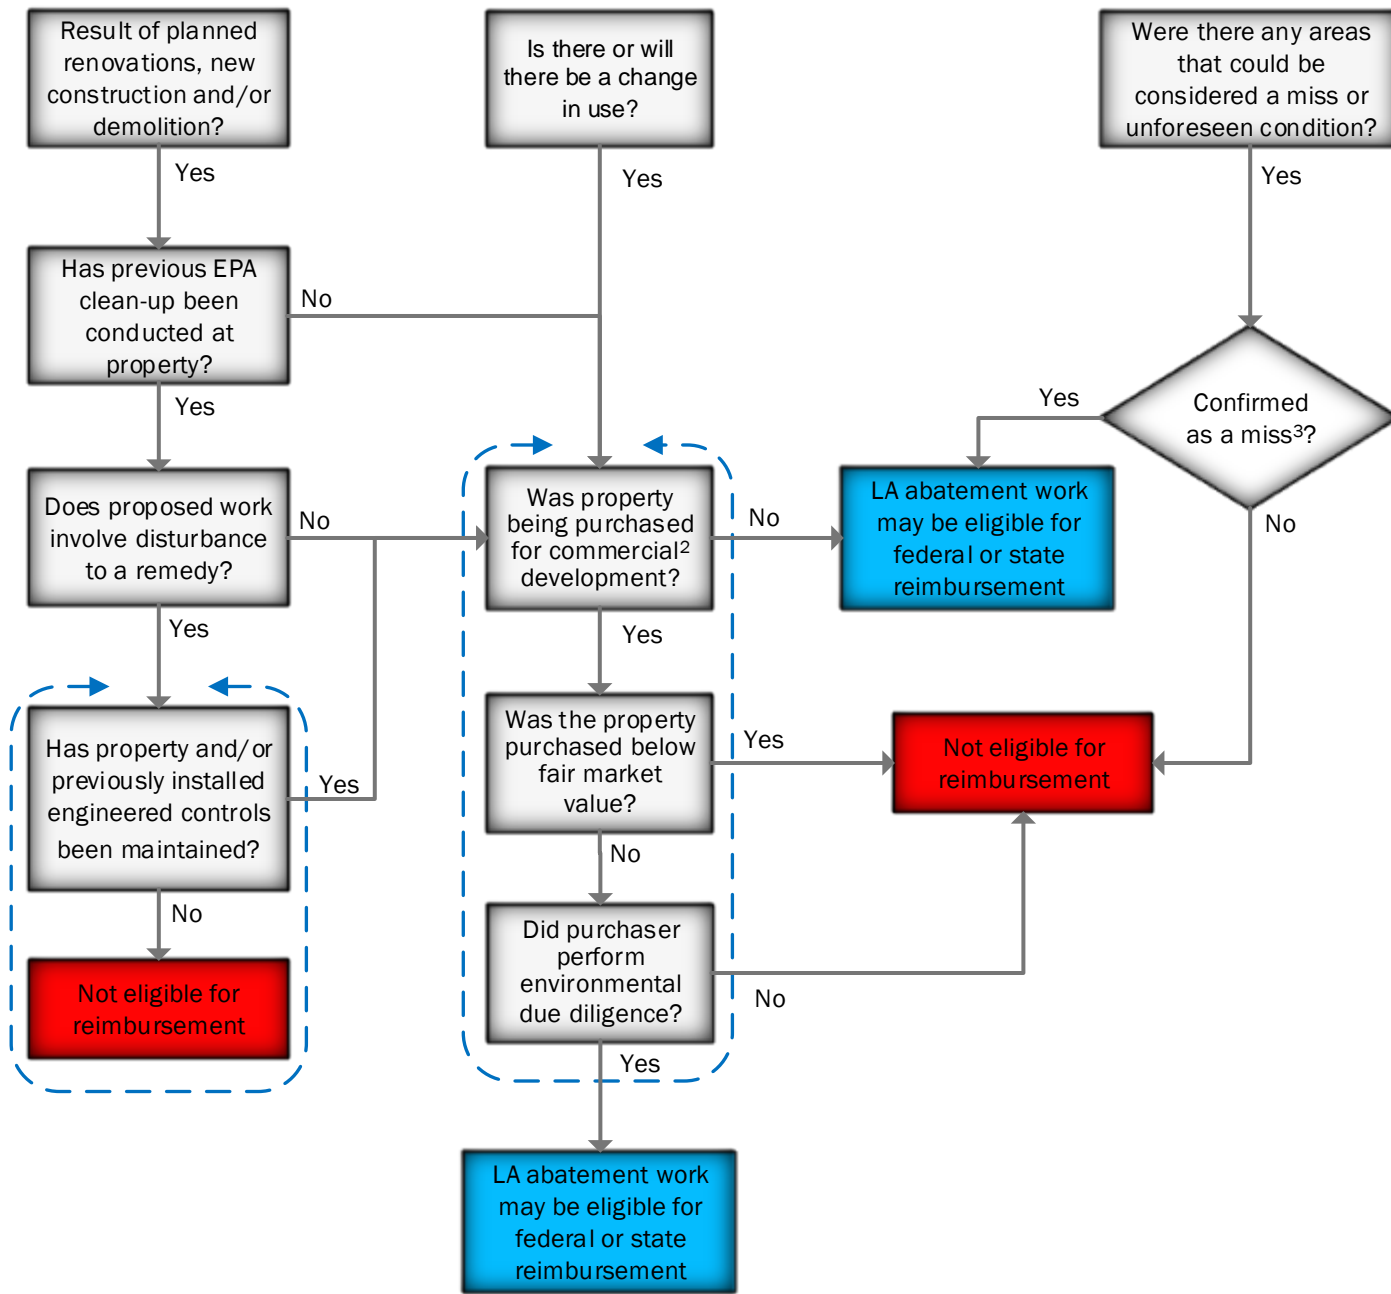 Result of planned
renovations, new
construction and/or
demolition?
Yes
Has previous EPA
clean-up been
conducted at
property?
No
Yes
Does proposed work
involve disturbance
to a remedy?
No
Yes
Has property and/or
previously installed
engineered controls
been maintained?
Yes
No
Not eligible for
reimbursement
Is there or will
there be a change
in use?
Yes
Was property
being purchased
for commercial²
development?
No
Yes
Was the property
purchased below
fair market
value?
Yes
No
Did purchaser
perform
environmental
due diligence?
No
Yes
LA abatement work
may be eligible for
federal or state
reimbursement
Were there any areas
that could be
considered a miss or
unforeseen condition?
Yes
Confirmed
as a miss³?
Yes
No
LA abatement work
may be eligible for
federal or state
reimbursement
Not eligible for
reimbursement